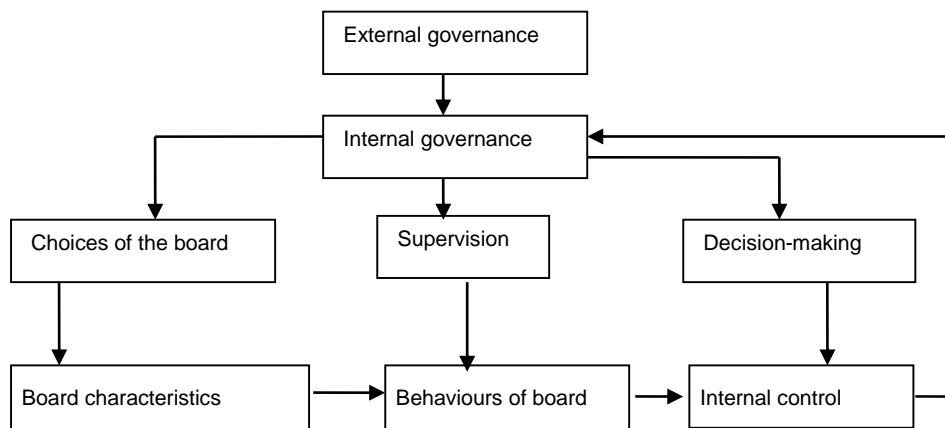 External governance
Internal governance
Choices of the board
Supervision
Decision-making
Board characteristics
Behaviours of board
Internal control